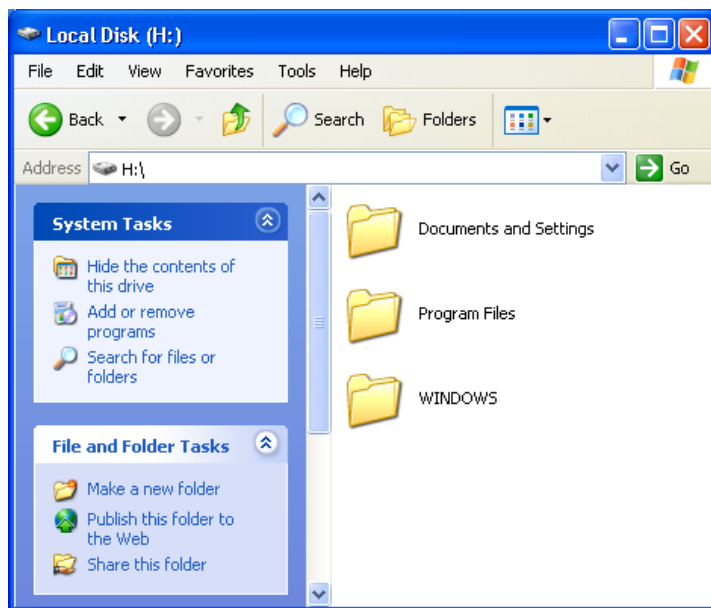 Local Disk (H:)
File Edit View Favorites Tools Help
Back Search Folders
Address H:\ Go
System Tasks
Hide the contents of
this drive
Add or remove
programs
Search for files or
folders
File and Folder Tasks
Make a new folder
Publish this folder to
the Web
Share this folder
Documents and Settings
Program Files
WINDOWS